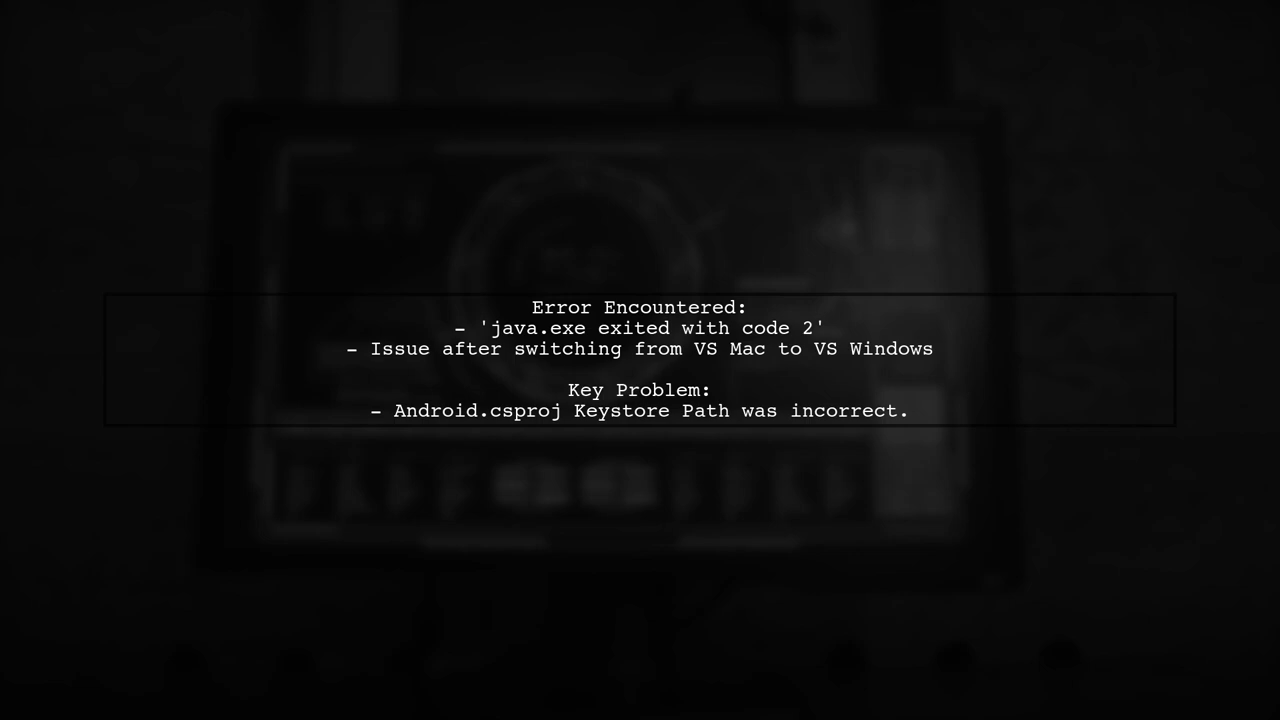 Error Encountered:
- 'java.exe exited with code 2'
- Issue after switching from VS Mac to VS Windows
Key Problem:
- Android.csproj Keystore Path was incorrect.